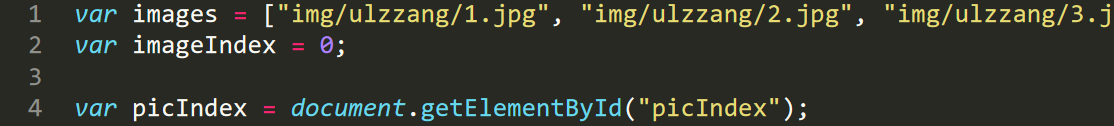 1 var images = ["img/ulzzang/1.jpg", "img/ulzzang/2.jpg", "img/ulzzang/3.j
2 var imageIndex = 0;
3
4 var picIndex = document.getElementById("picIndex");